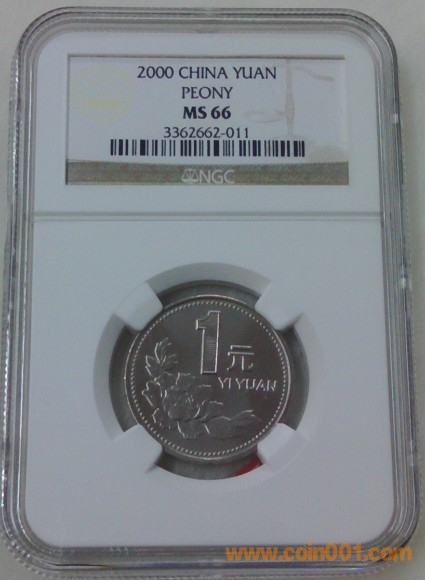 2000 CHINA YUAN
PEONY
MS 66
3362662-011
NGC
1元
YI YUAN
www.coin001.com